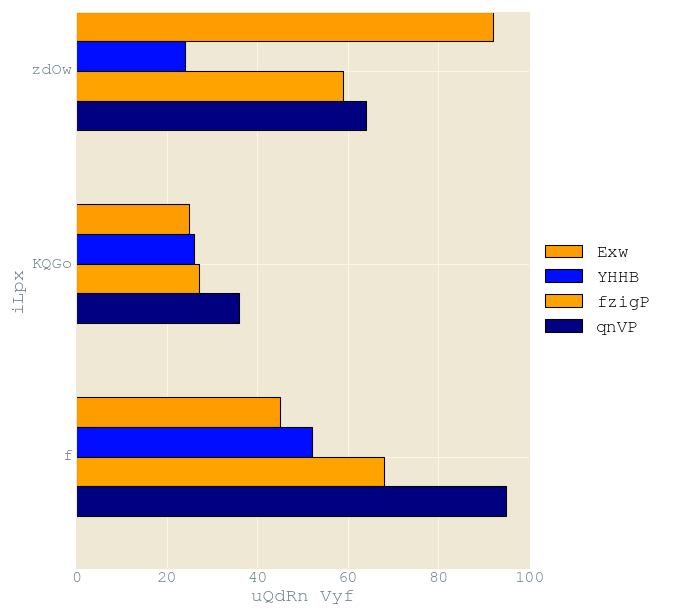 zdOw
KQGo
f
iLpx
0 20 40 60 80 100
uQdRn Vyf
Exw
YHHB
fzigP
qnVP